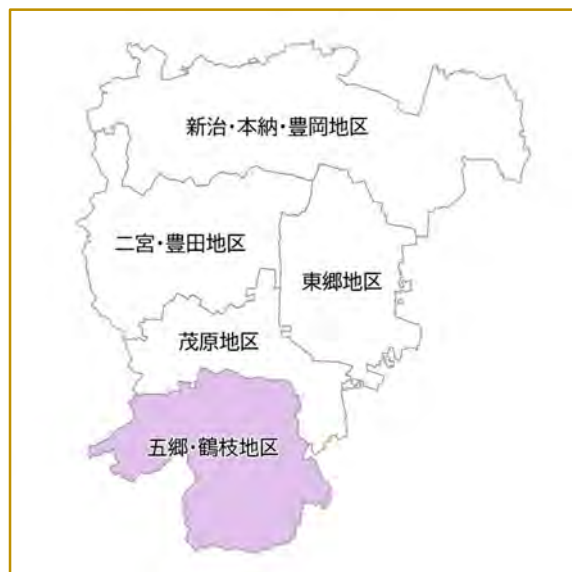 新治・本納・豊岡地区
二宮・豊田地区
東郷地区
茂原地区
五郷・鶴枝地区